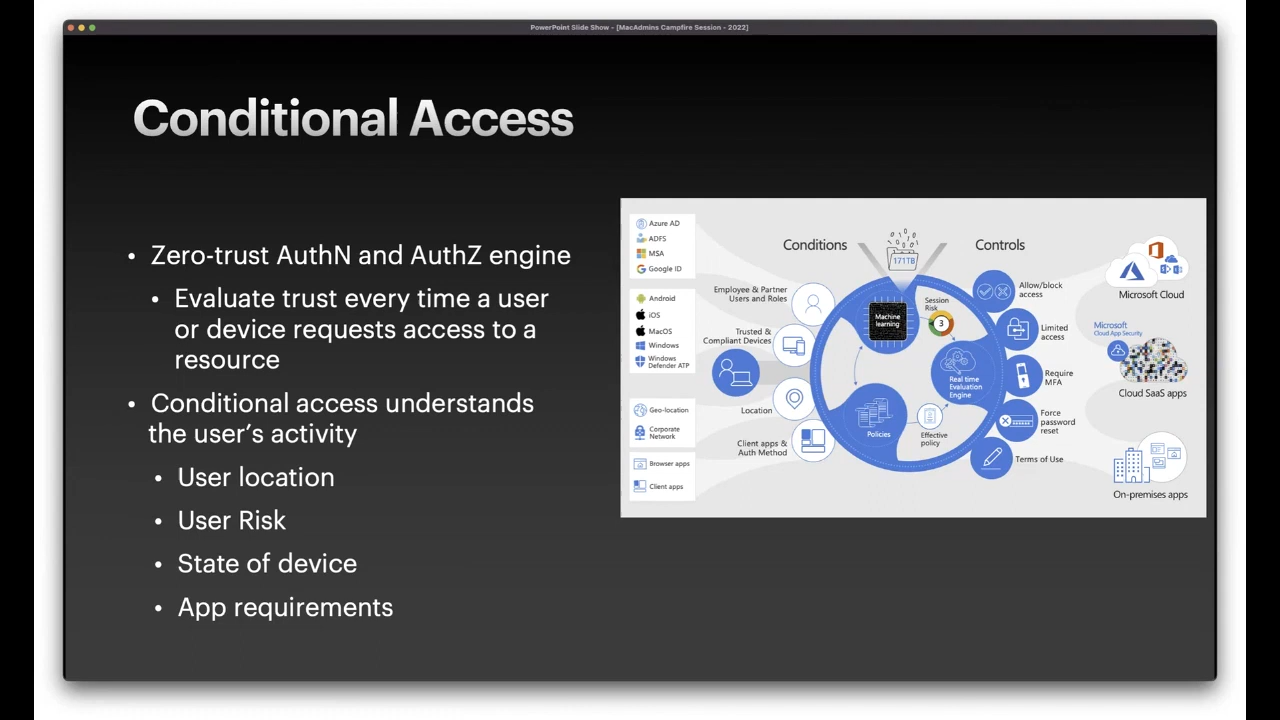 PowerPoint Slide Show - [MacAdmins Campfire Session - 2022]
Conditional Access
• Zero-trust AuthN and AuthZ engine
• Evaluate trust every time a user
or device requests access to a
resource
• Conditional access understands
the user's activity
• User location
• User Risk
• State of device
• App requirements
Azure AD
ADFS
MSA
Google ID
Android
iOS
MacOS
Windows
Windows
Defender ATP
Geo-location
Corporate
Network
Browser apps
Client apps
Conditions
Employee & Partner
Users and Roles
Trusted &
Compliant Devices
Location
Client apps &
Auth Method
171TB
Machine
learning
Session
Risk
3
Real time
Evaluation
Engine
Policies
Effective
policy
Controls
Allow/block
access
Limited
access
Require
MFA
Force
password
reset
Terms of Use
Microsoft Cloud
Microsoft
Cloud App Security
Cloud SaaS apps
On-premises apps